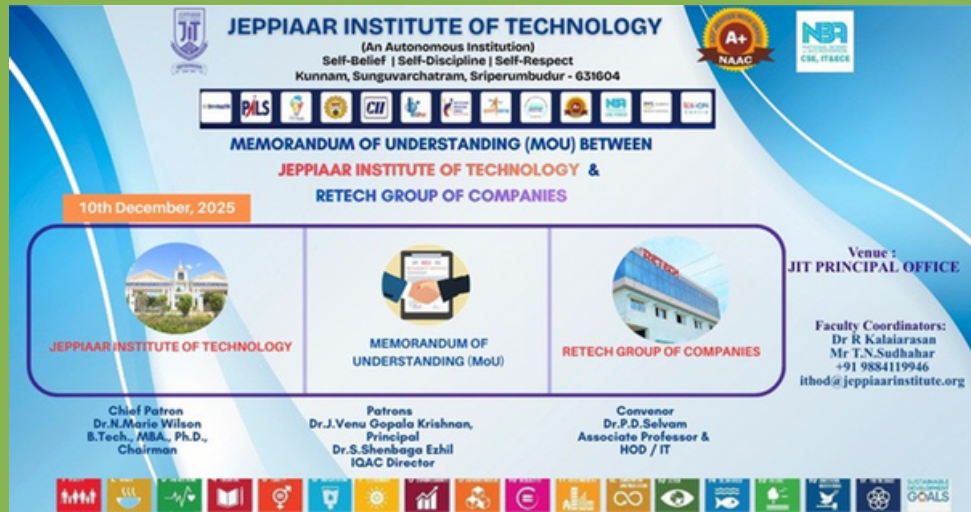 JEPPIAAR INSTITUTE OF TECHNOLOGY
(An Autonomous Institution)
Self-Belief | Self-Discipline | Self-Respect
Kunnam, Sunguvarchatram, Sriperumbudur - 631604
JIT
A+
NAAC
NBA
CSE, IT&ECE
PALS
CII
A+
NBA
MEMORANDUM OF UNDERSTANDING (MOU) BETWEEN
JEPPIAAR INSTITUTE OF TECHNOLOGY &
RETECH GROUP OF COMPANIES
10th December, 2025
RETECH
JEPPIAAR INSTITUTE OF TECHNOLOGY
MEMORANDUM OF
UNDERSTANDING (MoU)
RETECH GROUP OF COMPANIES
Venue :
JIT PRINCIPAL OFFICE
Faculty Coordinators:
Dr R Kalaiarasan
Mr T.N.Sudhahar
+91 9884119946
ithod@jeppiaarinstitute.org
Chief Patron
Dr.N.Marie Wilson
B.Tech., MBA., Ph.D.,
Chairman
Patrons
Dr.J.Venu Gopala Krishnan,
Principal
Dr.S.Shenbaga Ezhil
IQAC Director
Convenor
Dr.P.D.Selvam
Associate Professor &
HOD / IT
SUSTAINABLE
DEVELOPMENT
GOALS